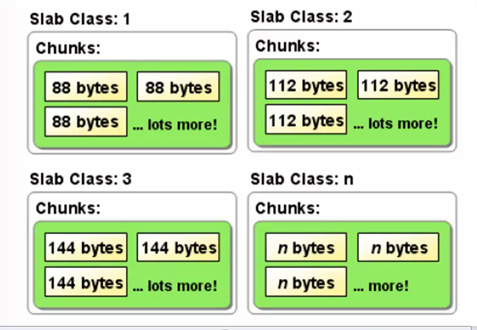 Slab Class: 1
Chunks:
88 bytes 88 bytes
88 bytes ... lots more!
Slab Class: 2
Chunks:
112 bytes 112 bytes
112 bytes ... lots more!
Slab Class: 3
Chunks:
144 bytes 144 bytes
144 bytes ... lots more!
Slab Class: n
Chunks:
n bytes n bytes
n bytes ... more!